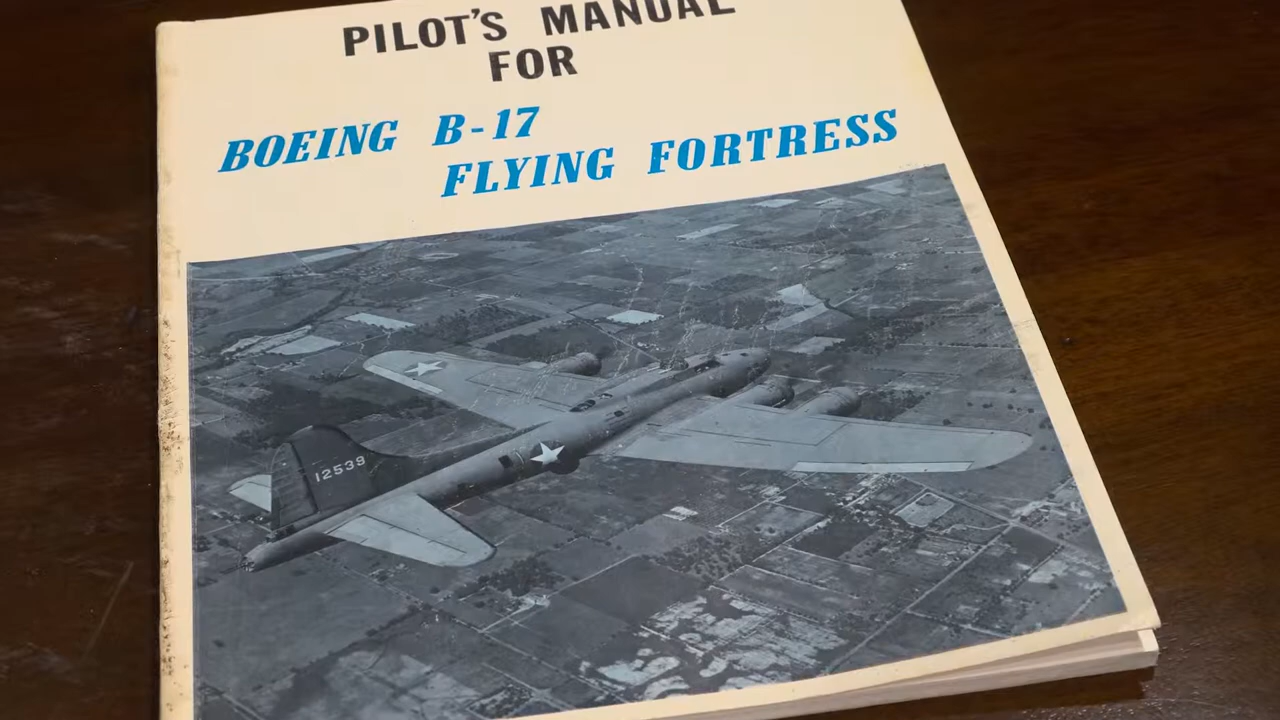 PILOT'S MANUAL
FOR
BOEING B-17
FLYING FORTRESS
12539